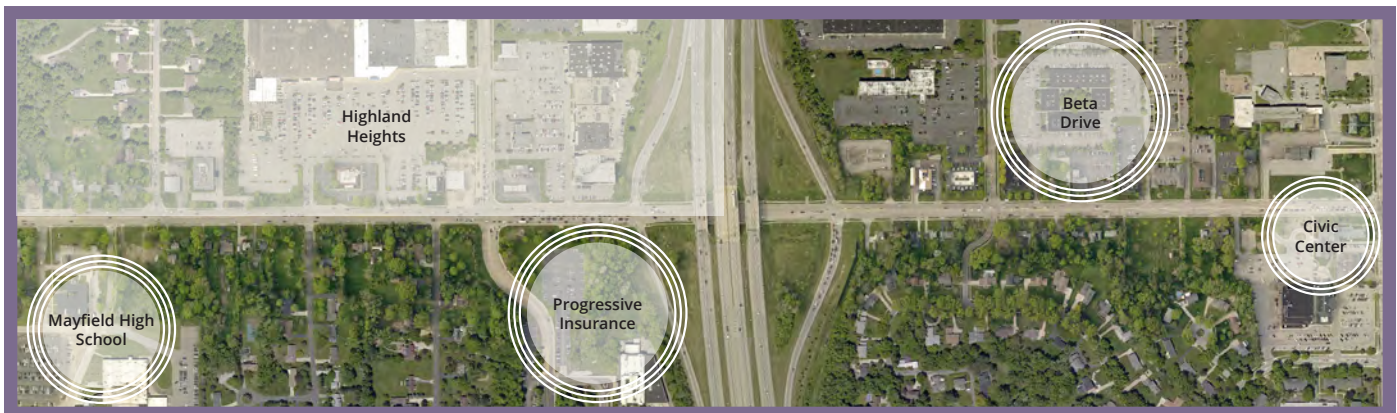 Highland
Heights
Beta
Drive
Civic
Center
Progressive
Insurance
Mayfield High
School